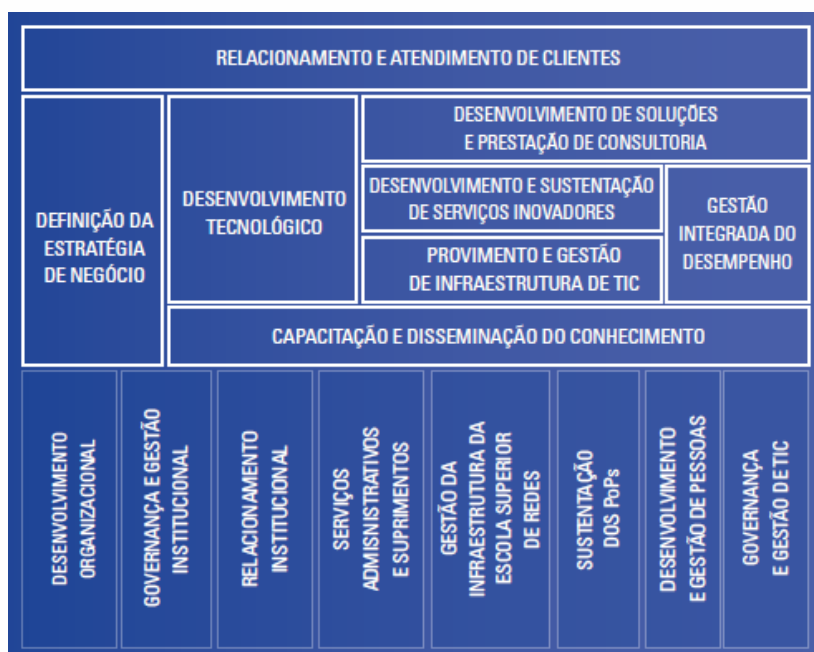 RELACIONAMENTO E ATENDIMENTO DE CLIENTES
DEFINIÇÃO DA
ESTRATÉGIA
DE NEGÓCIO
DESENVOLVIMENTO
TECNOLÓGICO
DESENVOLVIMENTO DE SOLUÇÕES
E PRESTAÇÃO DE CONSULTORIA
DESENVOLVIMENTO E SUSTENTAÇÃO
DE SERVIÇOS INOVADORES
PROVIMENTO E GESTÃO
DE INFRAESTRUTURA DE TIC
GESTÃO
INTEGRADA DO
DESEMPENHO
CAPACITAÇÃO E DISSEMINAÇÃO DO CONHECIMENTO
DESENVOLVIMENTO
ORGANIZACIONAL
GOVERNANÇA E GESTÃO
INSTITUCIONAL
RELACIONAMENTO
INSTITUCIONAL
SERVIÇOS
ADMISNISTRATIVOS
E SUPRIMENTOS
GESTÃO DA
INFRAESTRUTURA DA
ESCOLA SUPERIOR
DE REDES
SUSTENTAÇÃO
DOS PoPs
DESENVOLVIMENTO
E GESTÃO DE PESSOAS
GOVERNANÇA
E GESTÃO DE TIC